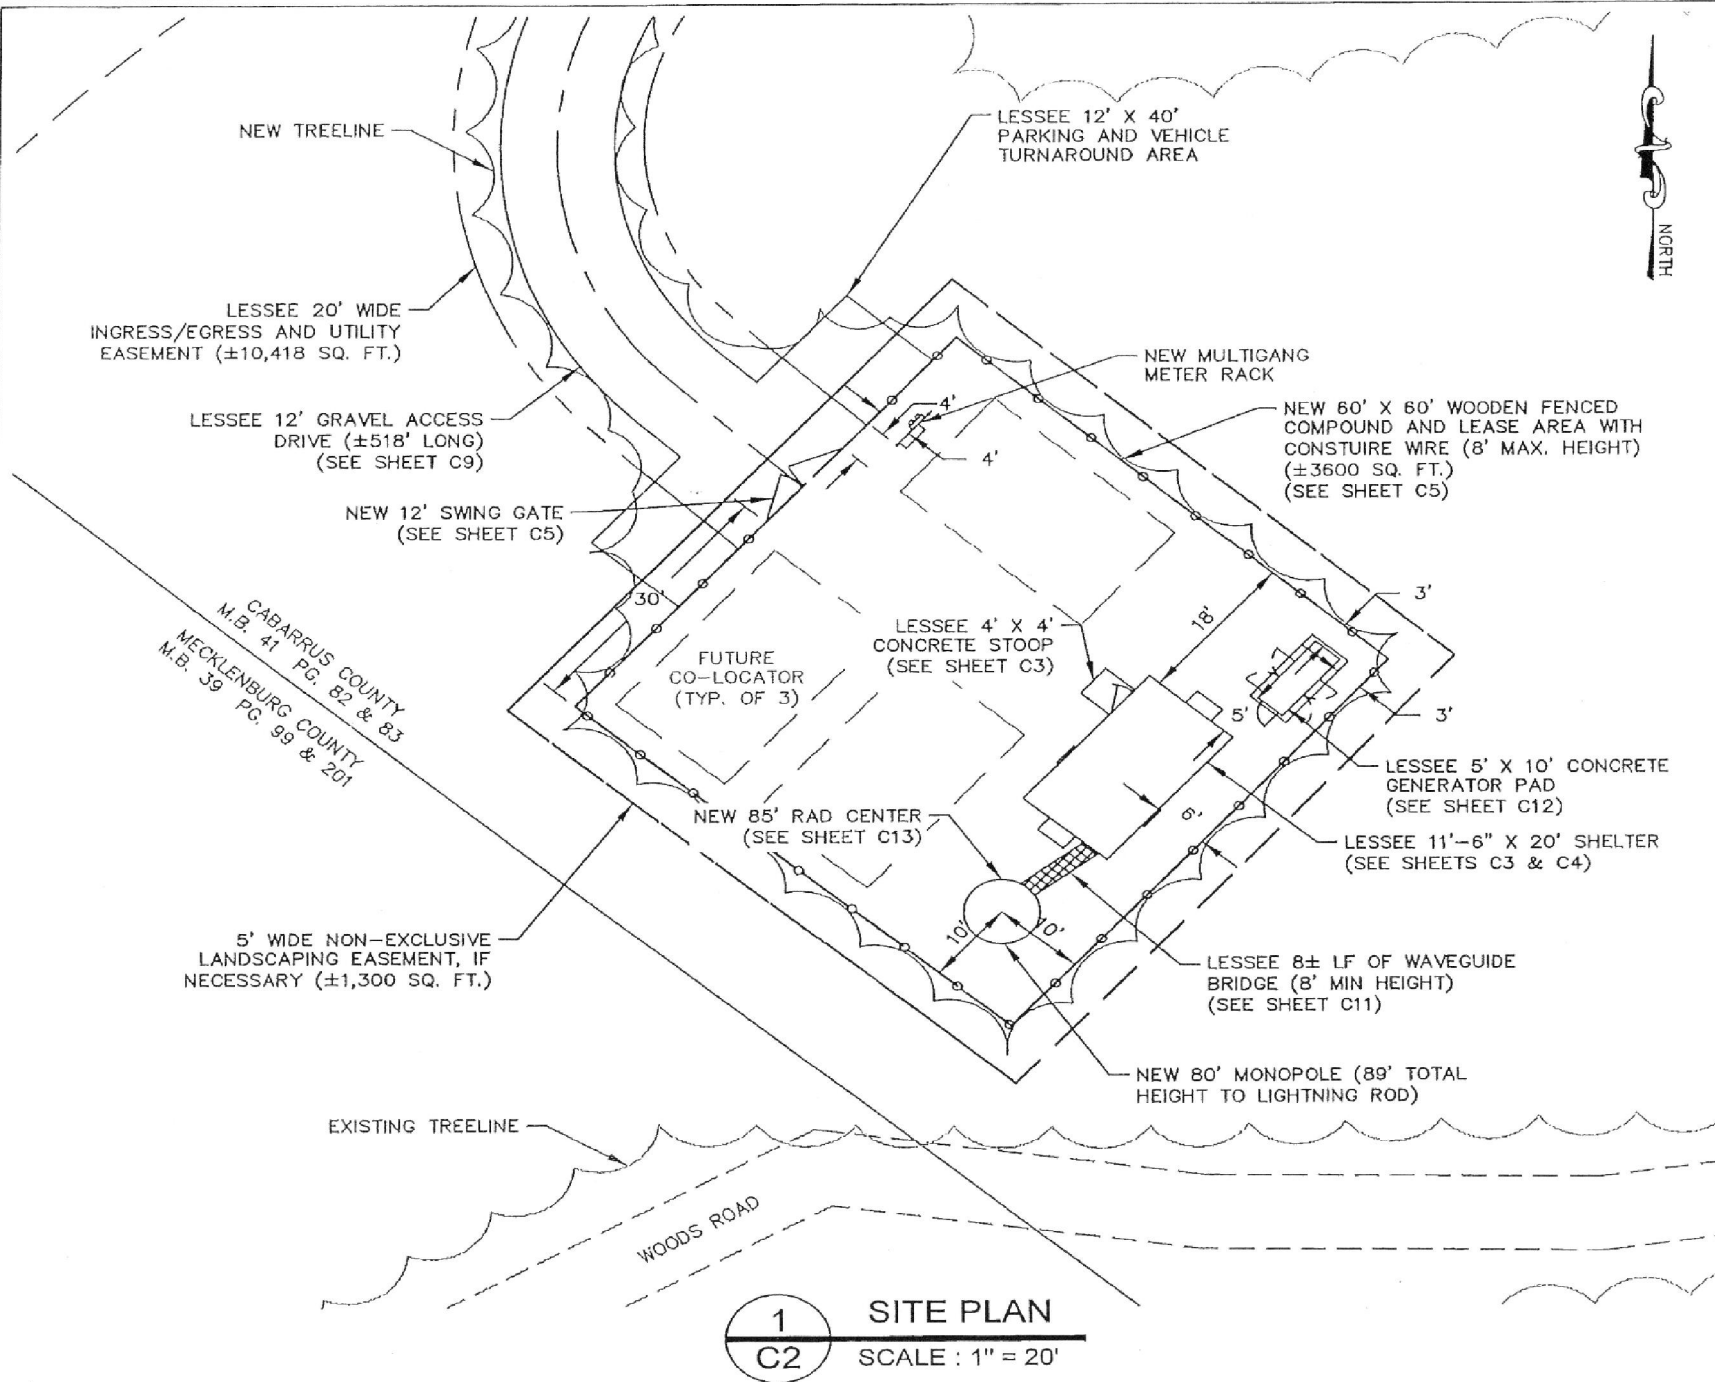 NORTH
NEW TREELINE
LESSEE 12' X 40'
PARKING AND VEHICLE
TURNAROUND AREA
LESSEE 20' WIDE
INGRESS/EGRESS AND UTILITY
EASEMENT (±10,418 SQ. FT.)
NEW MULTIGANG
METER RACK
LESSEE 12' GRAVEL ACCESS
DRIVE (±518' LONG)
(SEE SHEET C9)
4'
4'
NEW 60' X 60' WOODEN FENCED
COMPOUND AND LEASE AREA WITH
CONSTUIRE WIRE (8' MAX. HEIGHT)
(±3600 SQ. FT.)
(SEE SHEET C5)
NEW 12' SWING GATE
(SEE SHEET C5)
30'
18'
3'
CABARRUS COUNTY
M.B. 41 PG. 82 & 83
MECKLENBURG COUNTY
M.B. 39 PG. 99 & 201
FUTURE
CO-LOCATOR
(TYP. OF 3)
LESSEE 4' X 4'
CONCRETE STOOP
(SEE SHEET C3)
5'
3'
LESSEE 5' X 10' CONCRETE
GENERATOR PAD
(SEE SHEET C12)
NEW 85' RAD CENTER
(SEE SHEET C13)
6'
LESSEE 11'-6" X 20' SHELTER
(SEE SHEETS C3 & C4)
5' WIDE NON-EXCLUSIVE
LANDSCAPING EASEMENT, IF
NECESSARY (±1,300 SQ. FT.)
10'
10'
LESSEE 8± LF OF WAVEGUIDE
BRIDGE (8' MIN HEIGHT)
(SEE SHEET C11)
NEW 80' MONOPOLE (89' TOTAL
HEIGHT TO LIGHTNING ROD)
EXISTING TREELINE
WOODS ROAD
1
C2
SITE PLAN
SCALE : 1" = 20'